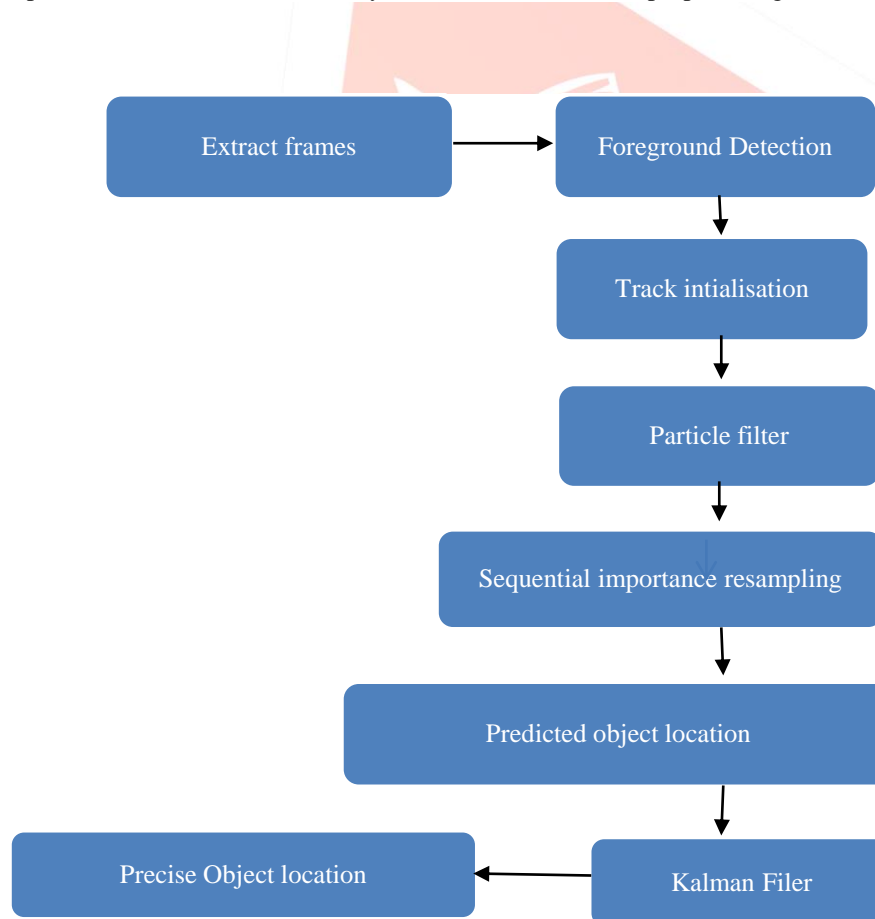 Extract frames
Foreground Detection
Track intialisation
Particle filter
Sequential importance resampling
Predicted object location
Kalman Filer
Precise Object location